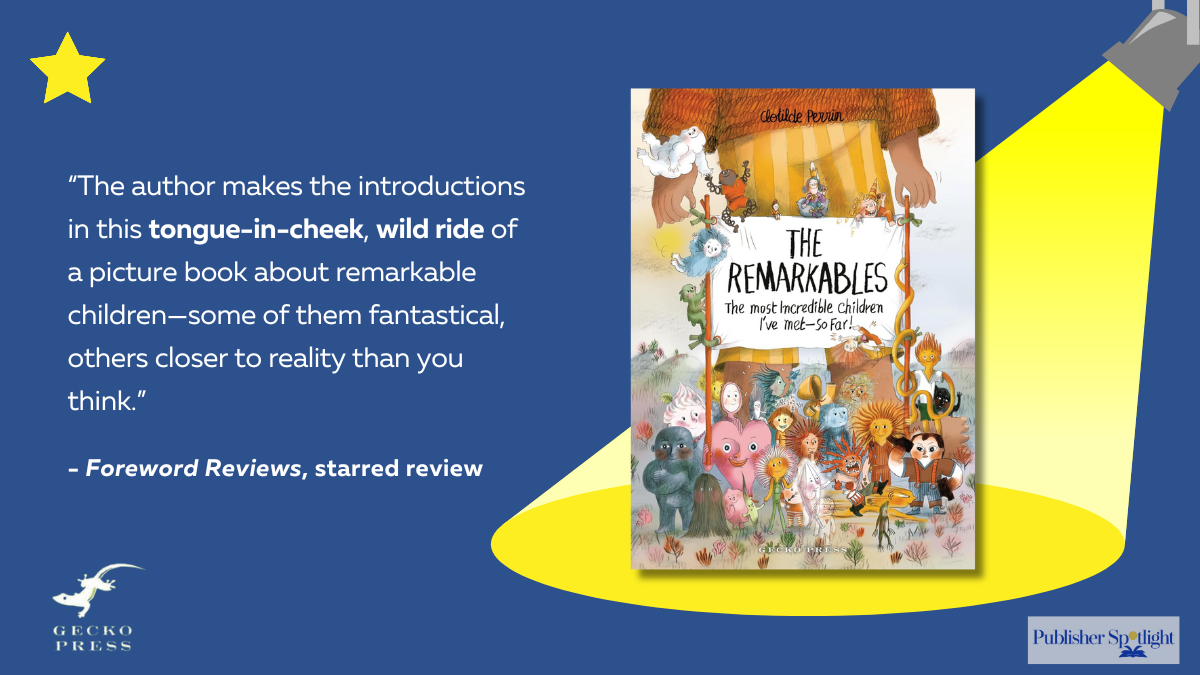 “The author makes the introductions
in this tongue-in-cheek, wild ride of
a picture book about remarkable
children—some of them fantastical,
others closer to reality than you
think.”
– Foreword Reviews, starred review
Clotilde Perrin
THE
REMARKABLES
The most Incredible Children
I've met—so Far!
GECKO PRESS
GECKO
PRESS
Publisher Spotlight